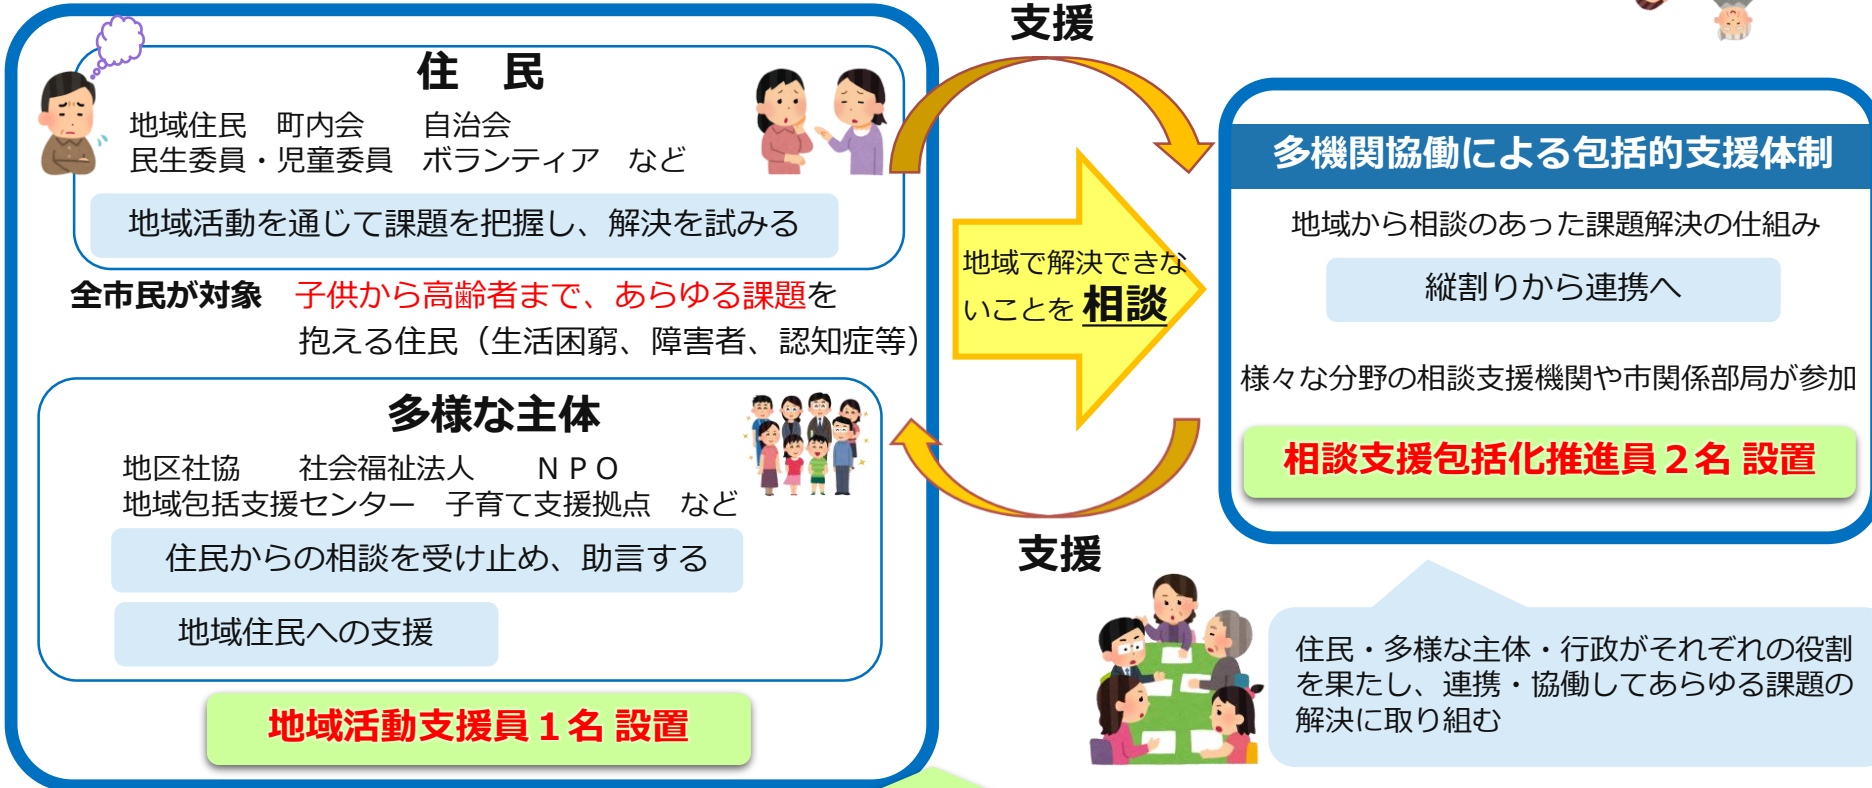 住　民
地域住民　町内会　　自治会
民生委員・児童委員　ボランティア　など
地域活動を通じて課題を把握し、解決を試みる
全市民が対象　子供から高齢者まで、あらゆる課題を
抱える住民（生活困窮、障害者、認知症等）
多様な主体
地区社協　　社会福祉法人　　ＮＰＯ
地域包括支援センター　子育て支援拠点　など
住民からの相談を受け止め、助言する
地域住民への支援
地域活動支援員１名 設置
支援
地域で解決できな
いことを 相談
支援
多機関協働による包括的支援体制
地域から相談のあった課題解決の仕組み
縦割りから連携へ
様々な分野の相談支援機関や市関係部局が参加
相談支援包括化推進員２名 設置
住民・多様な主体・行政がそれぞれの役割
を果たし、連携・協働してあらゆる課題の
解決に取り組む